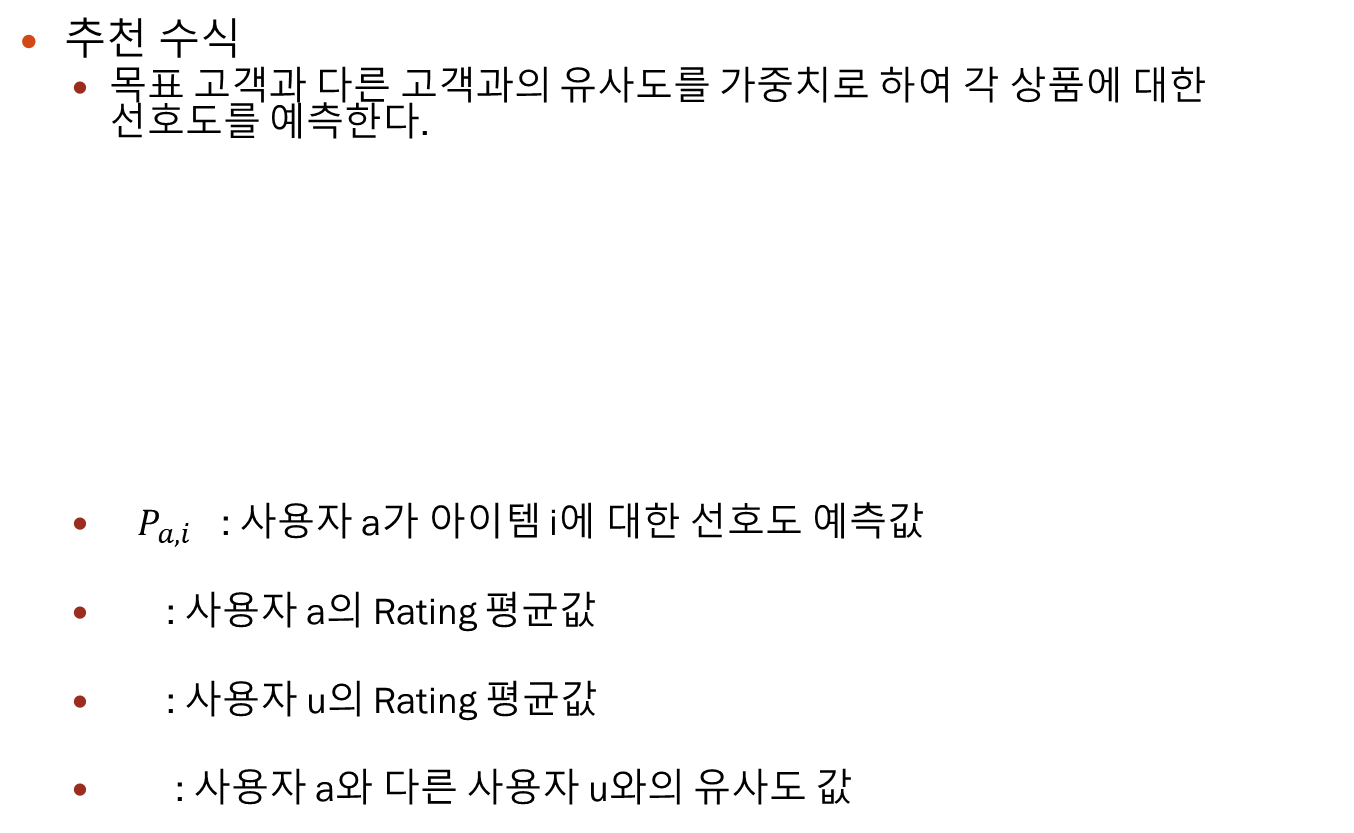 • 추천 수식
• 목표 고객과 다른 고객과의 유사도를 가중치로 하여 각 상품에 대한
선호도를 예측한다.
• P_{a,i} : 사용자 a가 아이템 i에 대한 선호도 예측값
• : 사용자 a의 Rating 평균값
• : 사용자 u의 Rating 평균값
• : 사용자 a와 다른 사용자 u와의 유사도 값